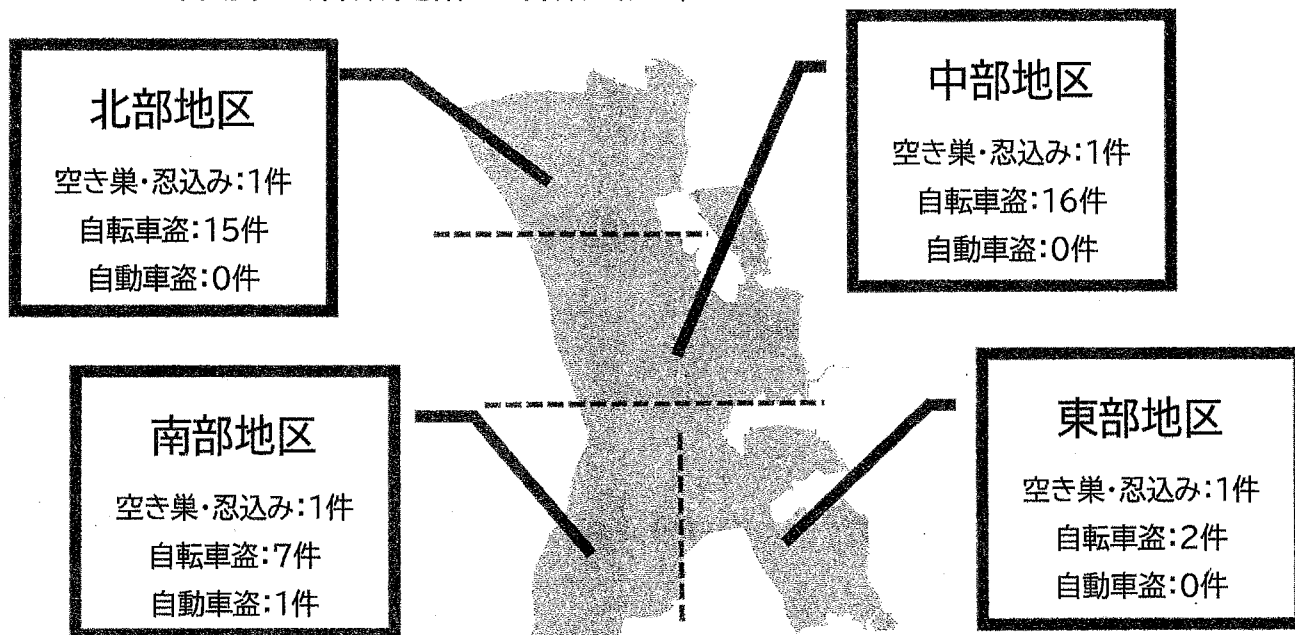 北部地区
空き巣・忍込み:1件
自転車盗:15件
自動車盗:0件
中部地区
空き巣・忍込み:1件
自転車盗:16件
自動車盗:0件
南部地区
空き巣・忍込み:1件
自転車盗:7件
自動車盗:1件
東部地区
空き巣・忍込み:1件
自転車盗:2件
自動車盗:0件